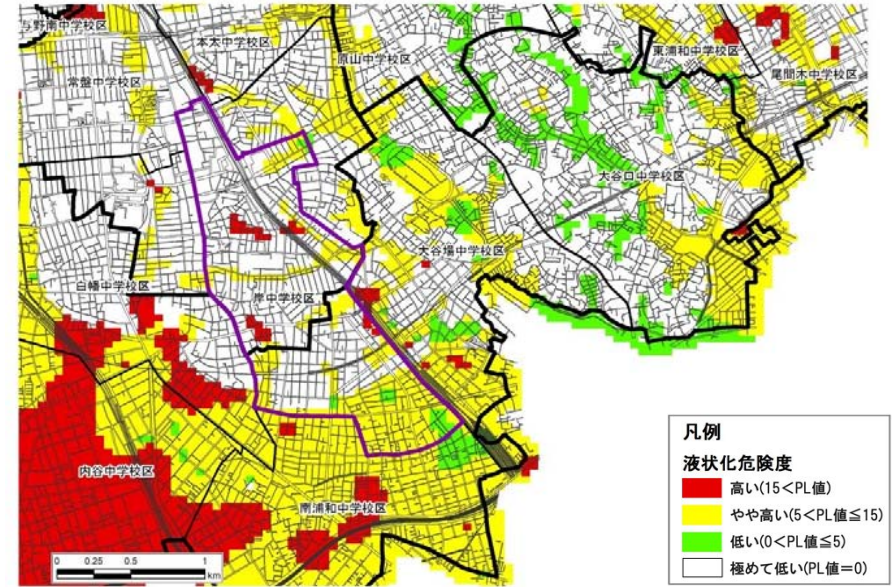 与野南中学校区
本太中学校区
原山中学校区
東浦和中学校区
尾間木中学校区
常盤中学校区
大谷口中学校区
大谷場中学校区
白幡中学校区
岸中学校区
内谷中学校区
南浦和中学校区
0 0.25 0.5 1
km
凡例
液状化危険度
高い(15<PL値)
やや高い(5<PL値≦15)
低い(0<PL値≦5)
極めて低い(PL値=0)